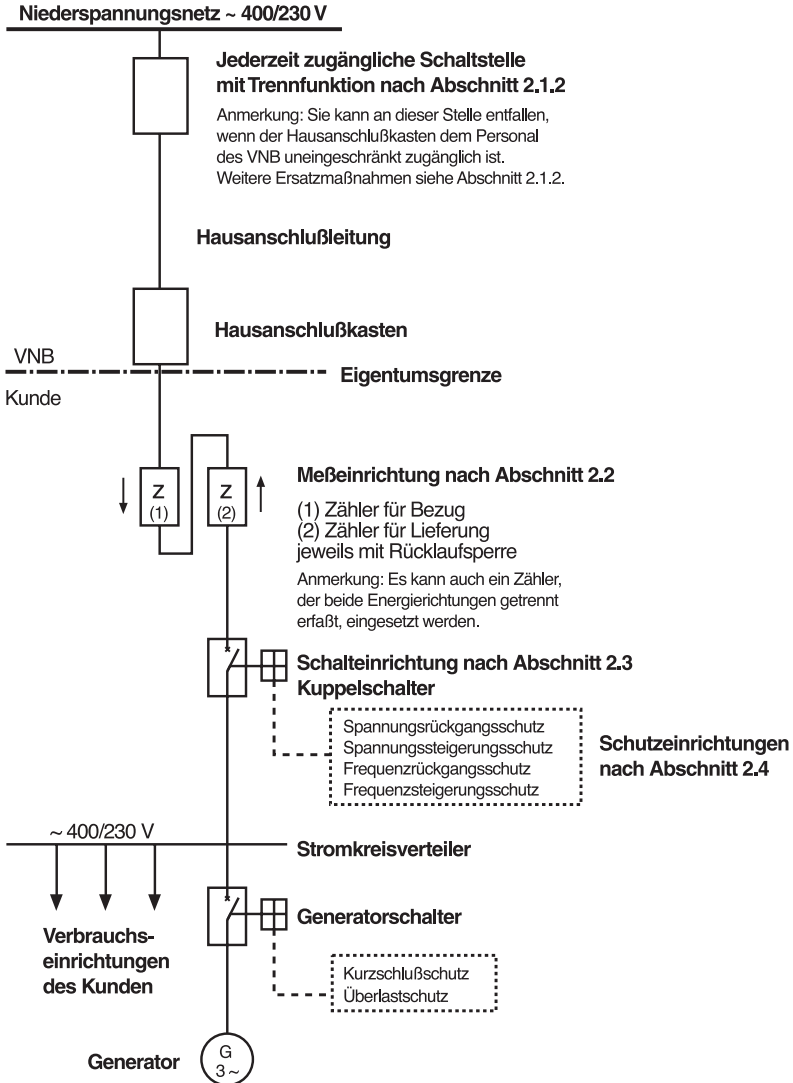 Niederspannungsnetz ~ 400/230 V
Jederzeit zugängliche Schaltstelle
mit Trennfunktion nach Abschnitt 2.1.2
Anmerkung: Sie kann an dieser Stelle entfallen,
wenn der Hausanschlußkasten dem Personal
des VNB uneingeschränkt zugänglich ist.
Weitere Ersatzmaßnahmen siehe Abschnitt 2.1.2.
Hausanschlußleitung
Hausanschlußkasten
VNB
Eigentumsgrenze
Kunde
Meßeinrichtung nach Abschnitt 2.2
Z
(1)
Z
(2)
(1) Zähler für Bezug
(2) Zähler für Lieferung
jeweils mit Rücklaufsperre
Anmerkung: Es kann auch ein Zähler,
der beide Energierichtungen getrennt
erfaßt, eingesetzt werden.
Schalteinrichtung nach Abschnitt 2.3
Kuppelschalter
Spannungsrückgangsschutz
Spannungssteigerungsschutz
Frequenzrückgangsschutz
Frequenzsteigerungsschutz
Schutzeinrichtungen
nach Abschnitt 2.4
~ 400/230 V
Stromkreisverteiler
Generatorschalter
Verbrauchs-
einrichtungen
des Kunden
Kurzschlußschutz
Überlastschutz
Generator
G
3 ~